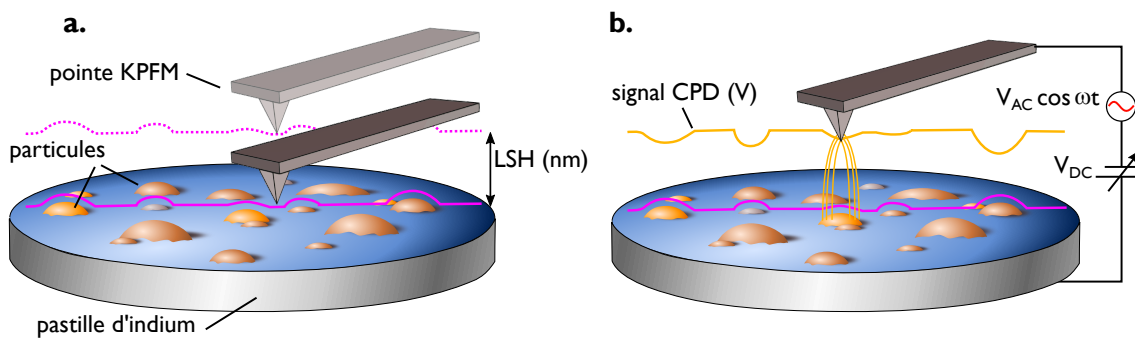 a.
pointe KPFM
particules
LSH (nm)
pastille d'indium
b.
signal CPD (V)
V_AC cos ωt
V_DC